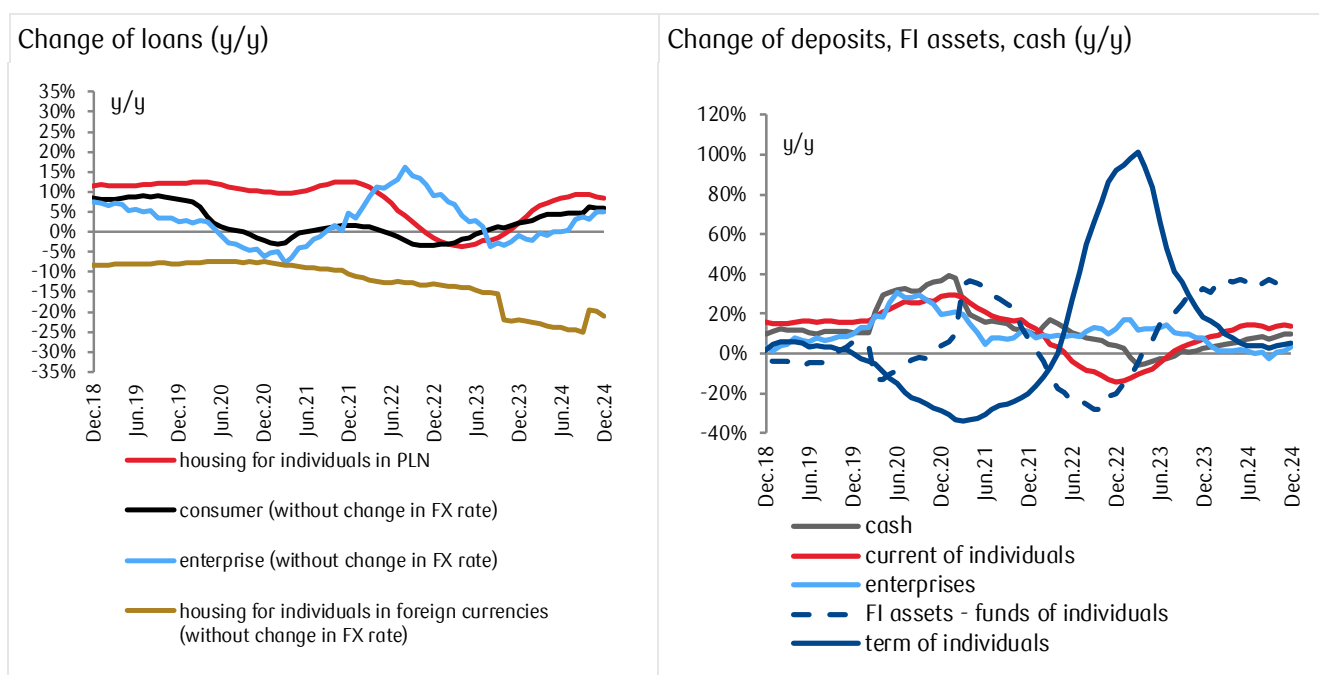 Change of loans (y/y)
y/y
35%
30%
25%
20%
15%
10%
5%
0%
-5%
-10%
-15%
-20%
-25%
-30%
-35%
Dec.18
Jun.19
Dec.19
Jun.20
Dec.20
Jun.21
Dec.21
Jun.22
Dec.22
Jun.23
Dec.23
Jun.24
Dec.24
housing for individuals in PLN
consumer (without change in FX rate)
enterprise (without change in FX rate)
housing for individuals in foreign currencies
(without change in FX rate)
Change of deposits, FI assets, cash (y/y)
y/y
120%
100%
80%
60%
40%
20%
0%
-20%
-40%
Dec.18
Jun.19
Dec.19
Jun.20
Dec.20
Jun.21
Dec.21
Jun.22
Dec.22
Jun.23
Dec.23
Jun.24
Dec.24
cash
current of individuals
enterprises
FI assets - funds of individuals
term of individuals